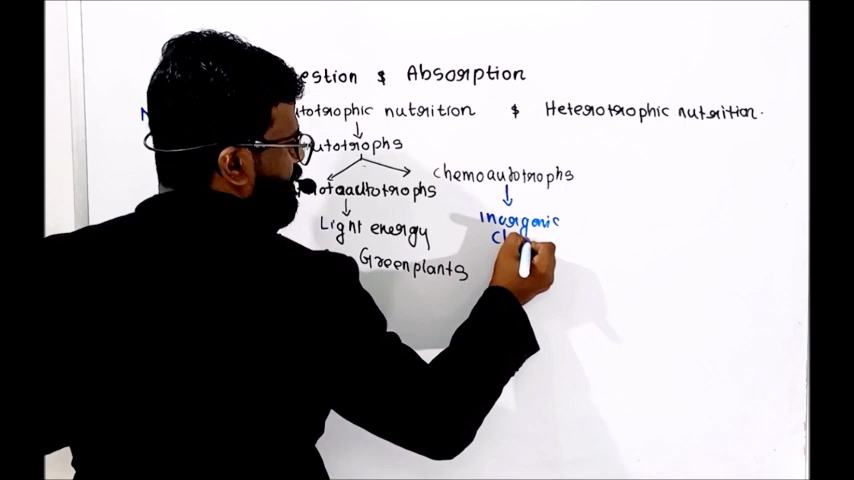 estion & Absorption
utotrophic nutrition & Heterotrophic nutrition.
utotrophs
chemoautotrophs
otoautotrophs
Light energy
Inorganic
Greenplants